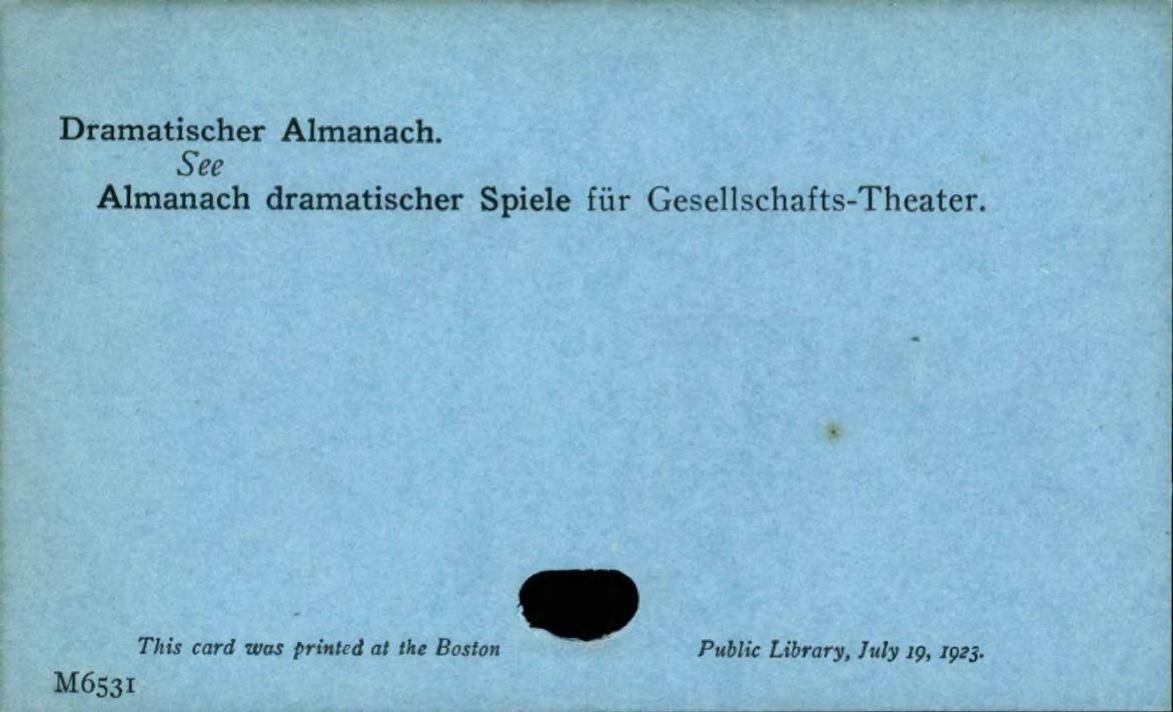 Dramatischer Almanach.
See
Almanach dramatischer Spiele für Gesellschafts-Theater.
This card was printed at the Boston Public Library, July 19, 1923.
M6531